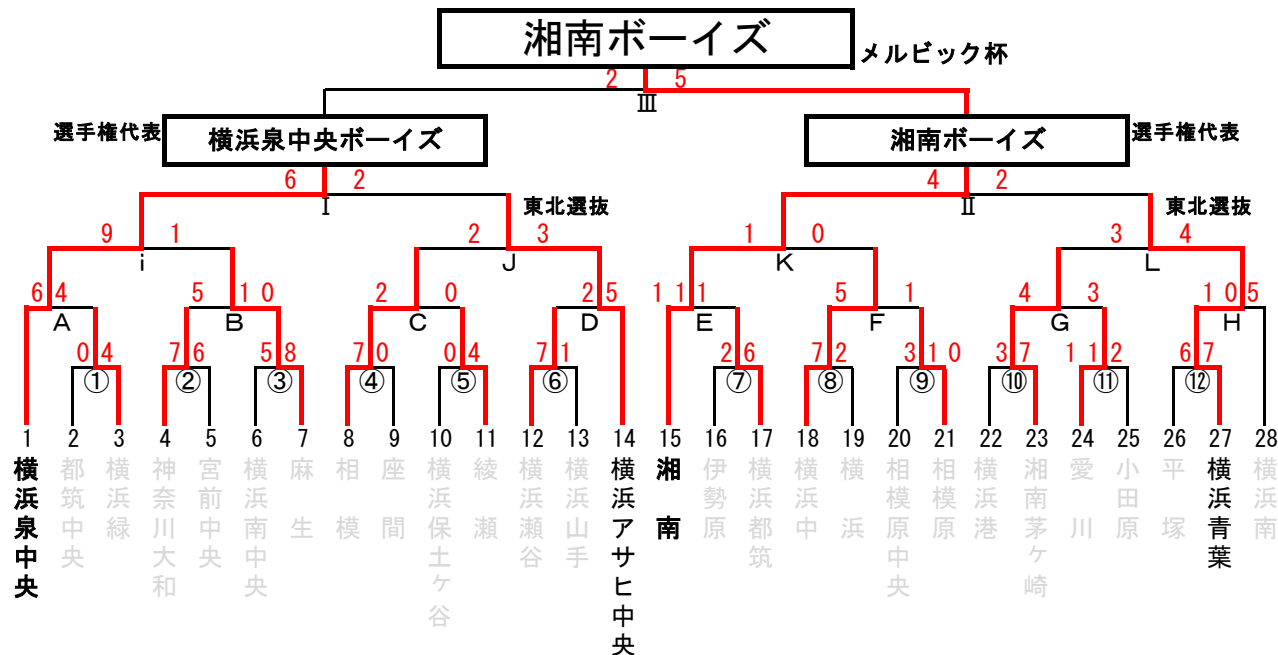 湘南ボーイズ
メルビック杯
2 5
Ⅲ
選手権代表
横浜泉中央ボーイズ
湘南ボーイズ
選手権代表
6 2
4 2
Ⅰ
東北選抜
Ⅱ
東北選抜
9 1
2 3
1 0
3 4
i
J
K
L
6 4
5 10
2 0
2 5
11 1
5 1
4 3
10 5
A
B
C
D
E
F
G
H
0 4
7 6
5 8
7 0
0 4
7 1
2 6
7 2
3 10
3 7
11 2
6 7
①
②
③
④
⑤
⑥
⑦
⑧
⑨
⑩
⑪
⑫
1 2 3 4 5 6 7 8 9 10 11 12 13 14 15 16 17 18 19 20 21 22 23 24 25 26 27 28
横浜泉中央
都筑中央
横浜緑
神奈川大和
宮前中央
横浜南中央
麻生
相模
座間
横浜保土ヶ谷
綾瀬
横浜瀬谷
横浜山手
横浜アサヒ中央
湘南
伊勢原
横浜都筑
横浜中
横浜
相模原中央
相模原
横浜港
湘南茅ヶ崎
愛川
小田原
平塚
横浜青葉
横浜南